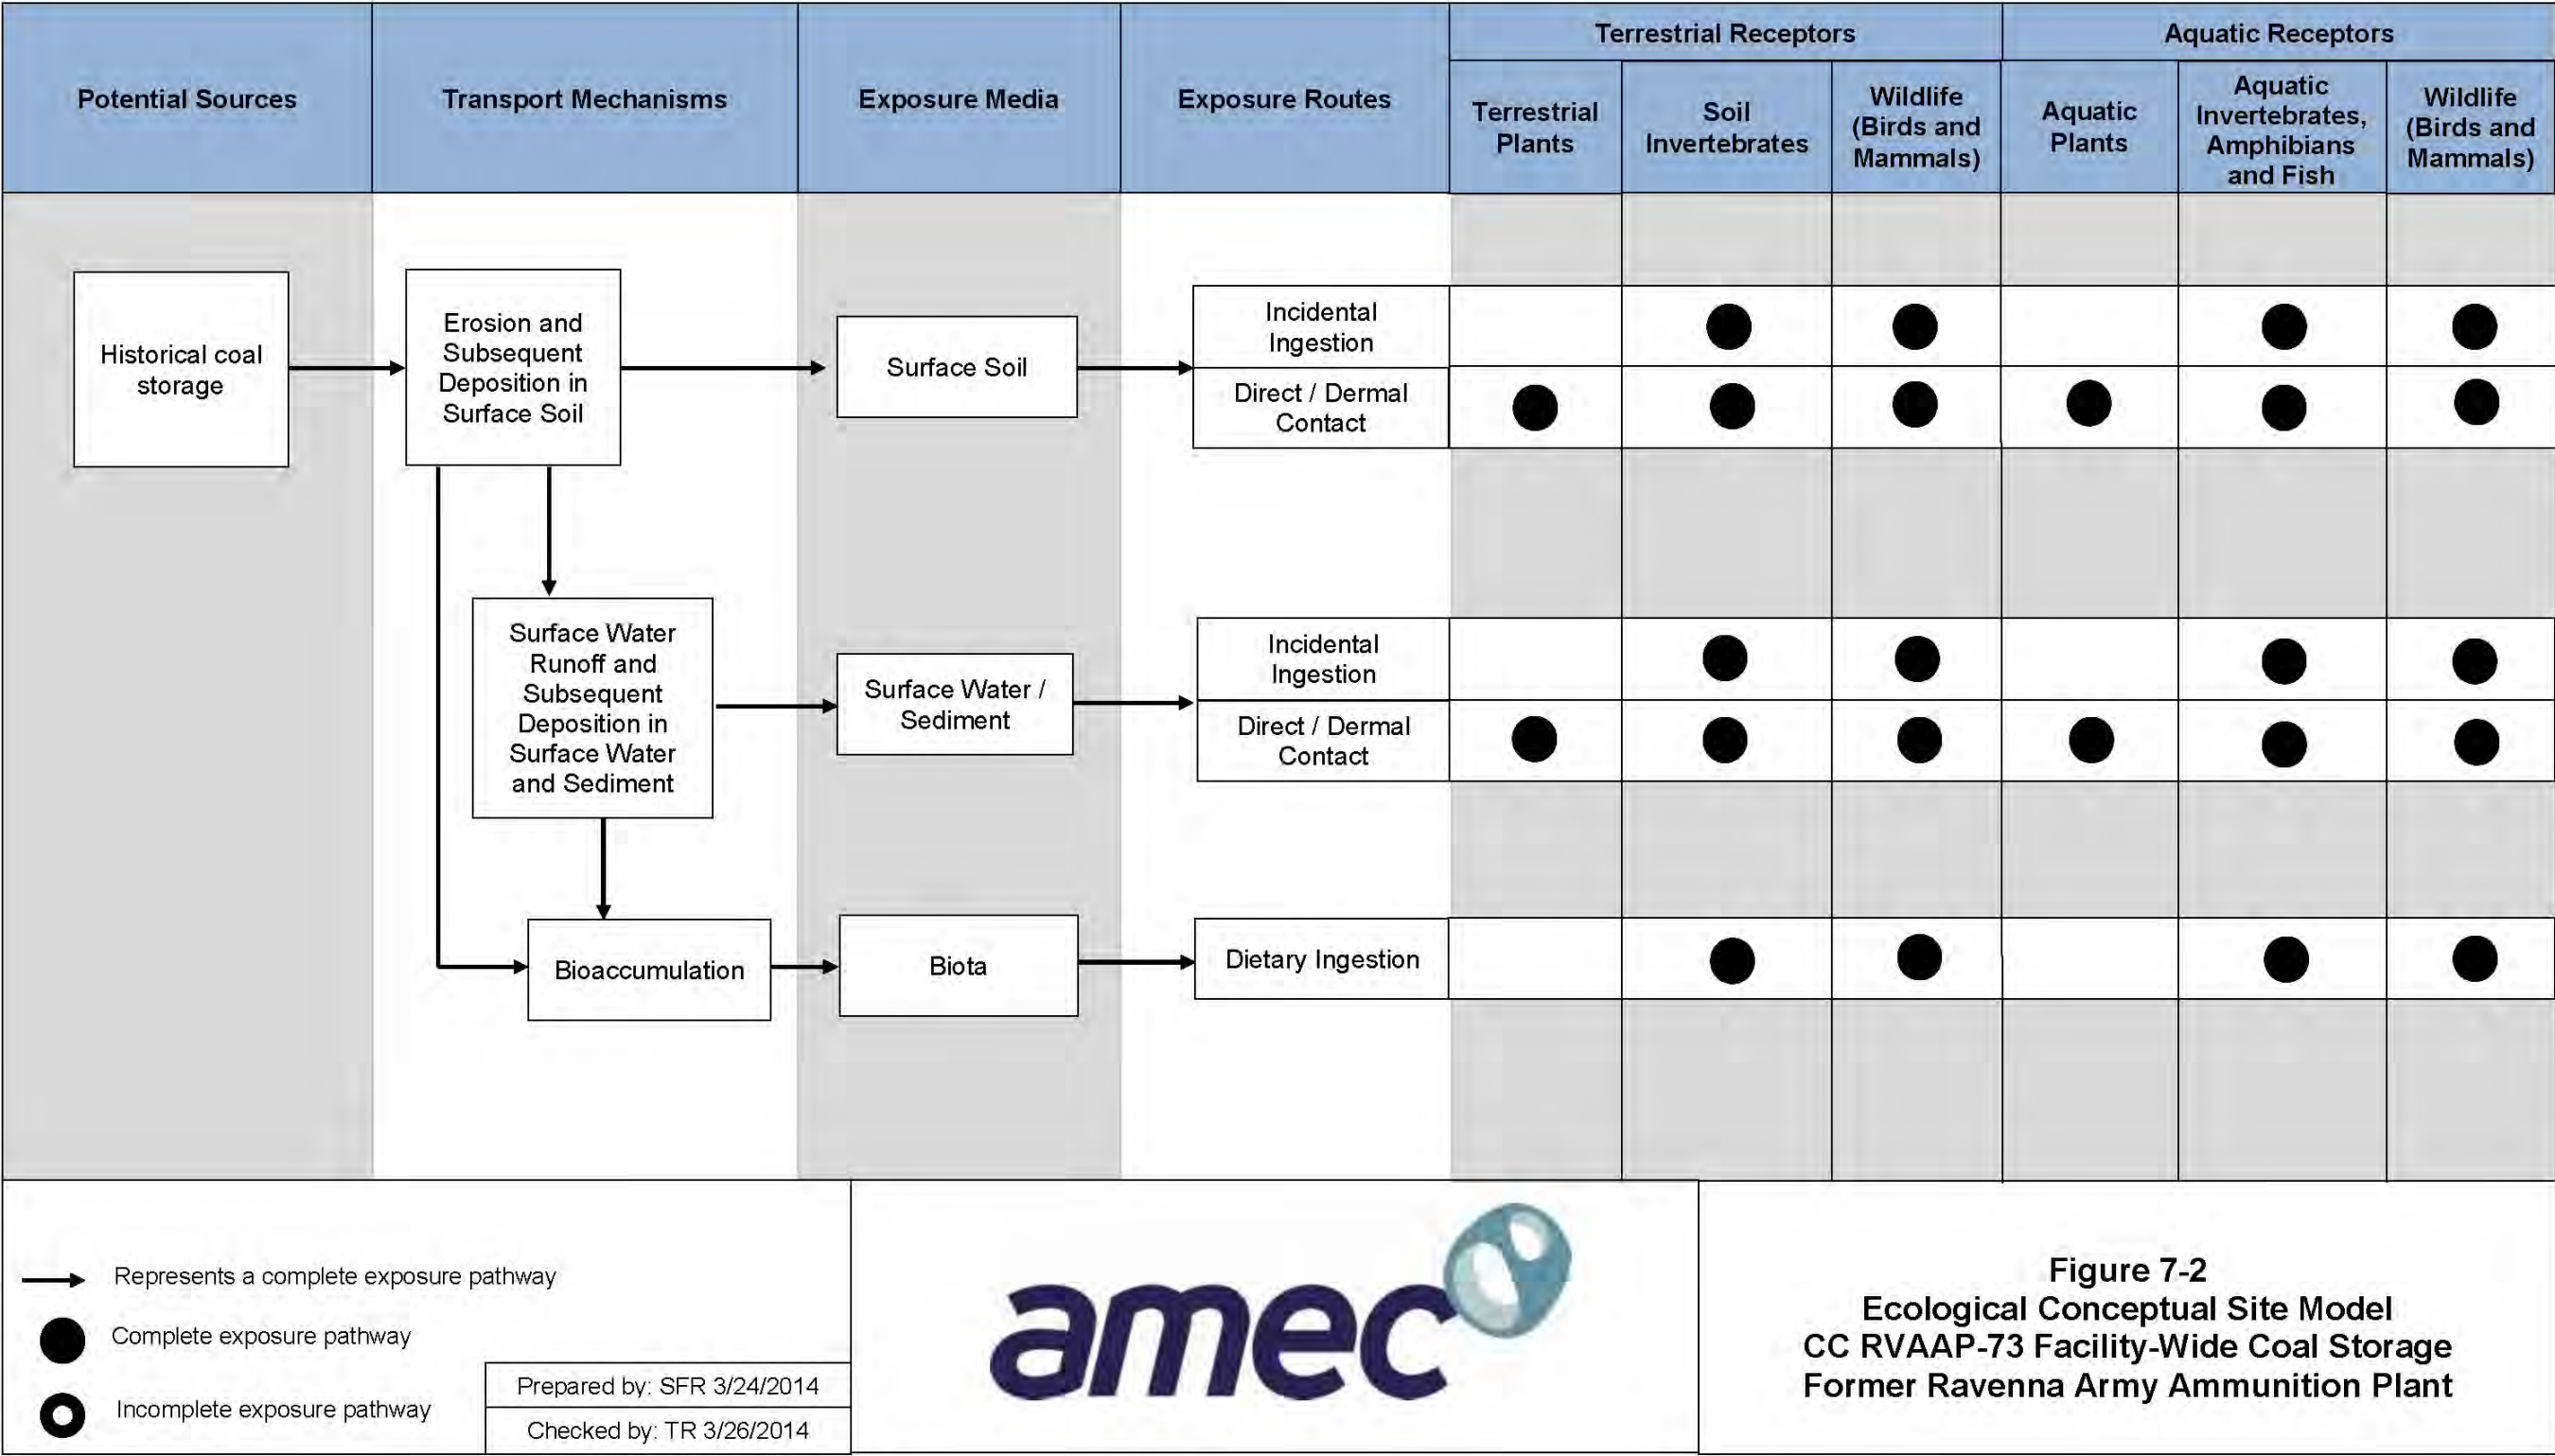 Potential Sources
Transport Mechanisms
Exposure Media
Exposure Routes
Terrestrial Receptors
Aquatic Receptors
Terrestrial
Plants
Soil
Invertebrates
Wildlife
(Birds and
Mammals)
Aquatic
Plants
Aquatic
Invertebrates,
Amphibians
and Fish
Wildlife
(Birds and
Mammals)
Historical coal
storage
Erosion and
Subsequent
Deposition in
Surface Soil
Surface Soil
Incidental
Ingestion
Direct / Dermal
Contact
Surface Water
Runoff and
Subsequent
Deposition in
Surface Water
and Sediment
Surface Water /
Sediment
Incidental
Ingestion
Direct / Dermal
Contact
Bioaccumulation
Biota
Dietary Ingestion
Represents a complete exposure pathway
Complete exposure pathway
Incomplete exposure pathway
Prepared by: SFR 3/24/2014
Checked by: TR 3/26/2014
amec
Figure 7-2
Ecological Conceptual Site Model
CC RVAAP-73 Facility-Wide Coal Storage
Former Ravenna Army Ammunition Plant